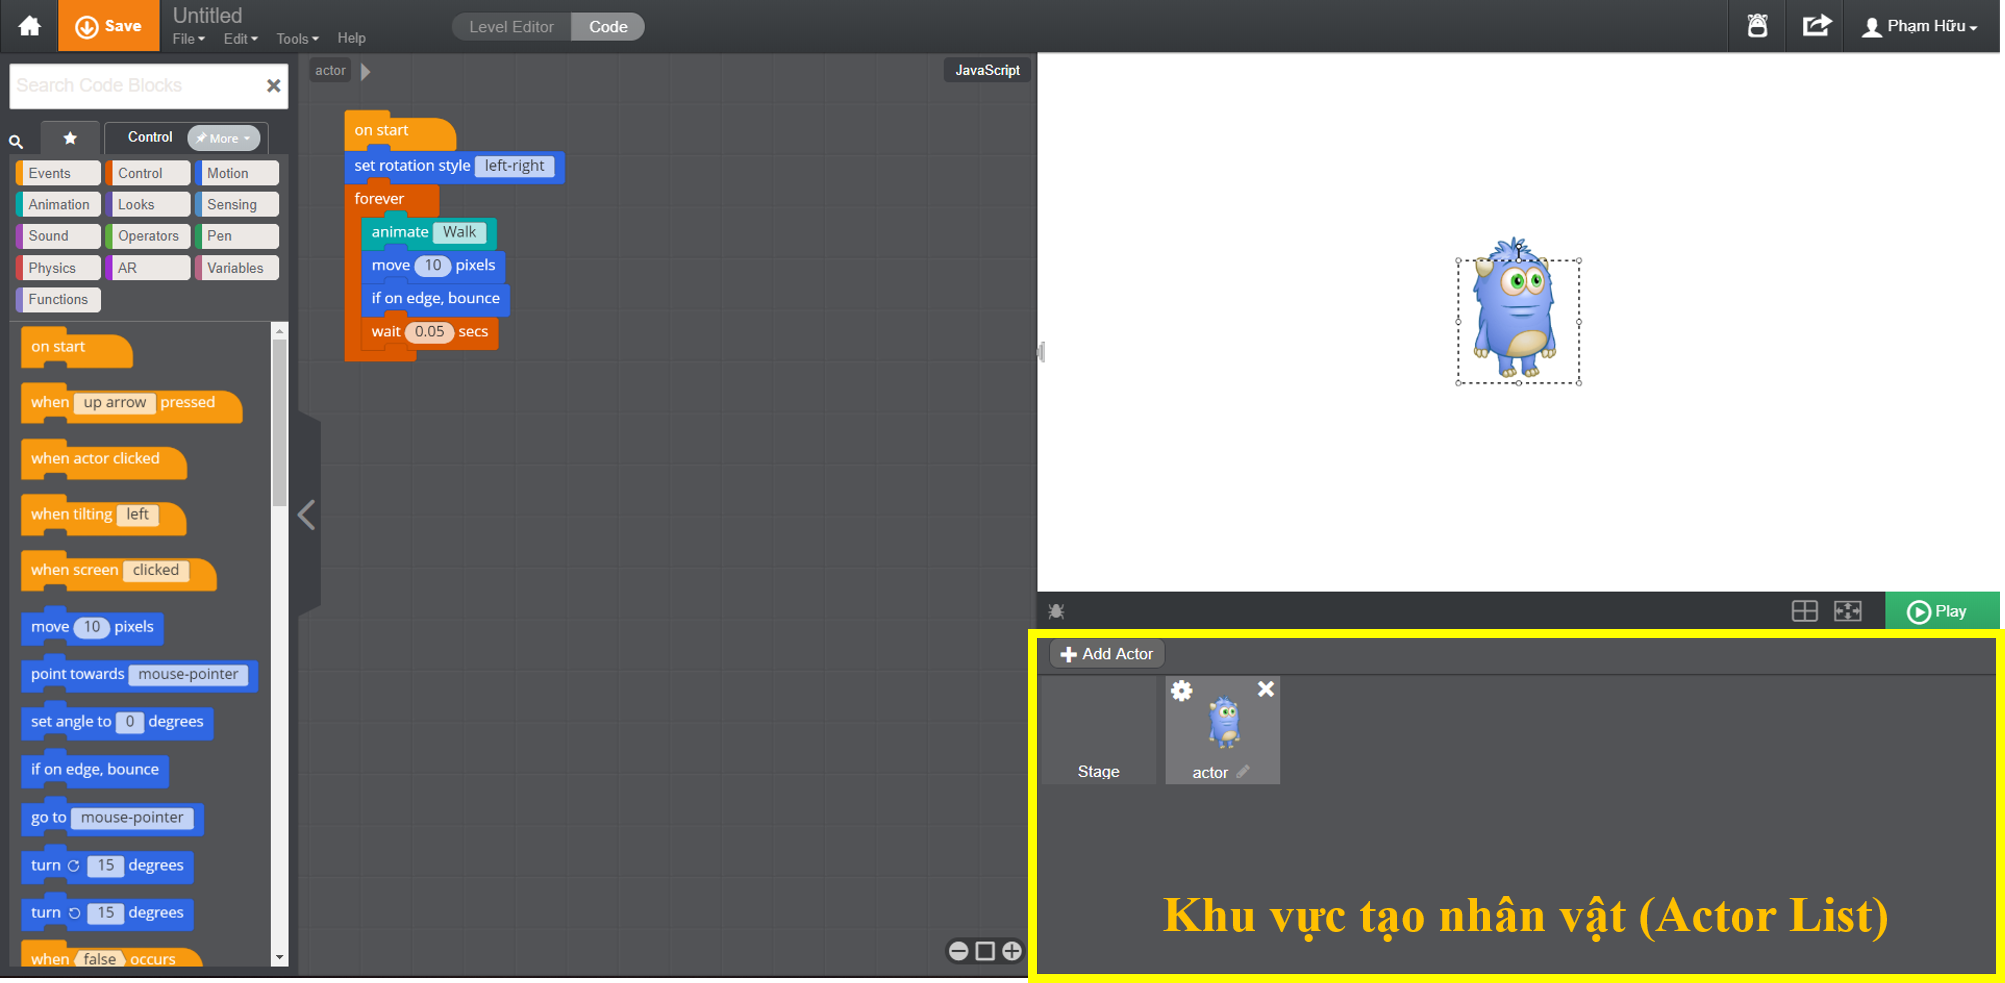 Save
Untitled
File
Edit
Tools
Help
Level Editor
Code
Phạm Hữu
Search Code Blocks
Control
More
Events
Control
Motion
Animation
Looks
Sensing
Sound
Operators
Pen
Physics
AR
Variables
Functions
on start
when up arrow pressed
when actor clicked
when tilting left
when screen clicked
move 10 pixels
point towards mouse-pointer
set angle to 0 degrees
if on edge, bounce
go to mouse-pointer
turn 15 degrees
turn 15 degrees
when false occurs
actor
JavaScript
on start
set rotation style left-right
forever
animate Walk
move 10 pixels
if on edge, bounce
wait 0.05 secs
Play
Add Actor
Stage
actor
Khu vực tạo nhân vật (Actor List)